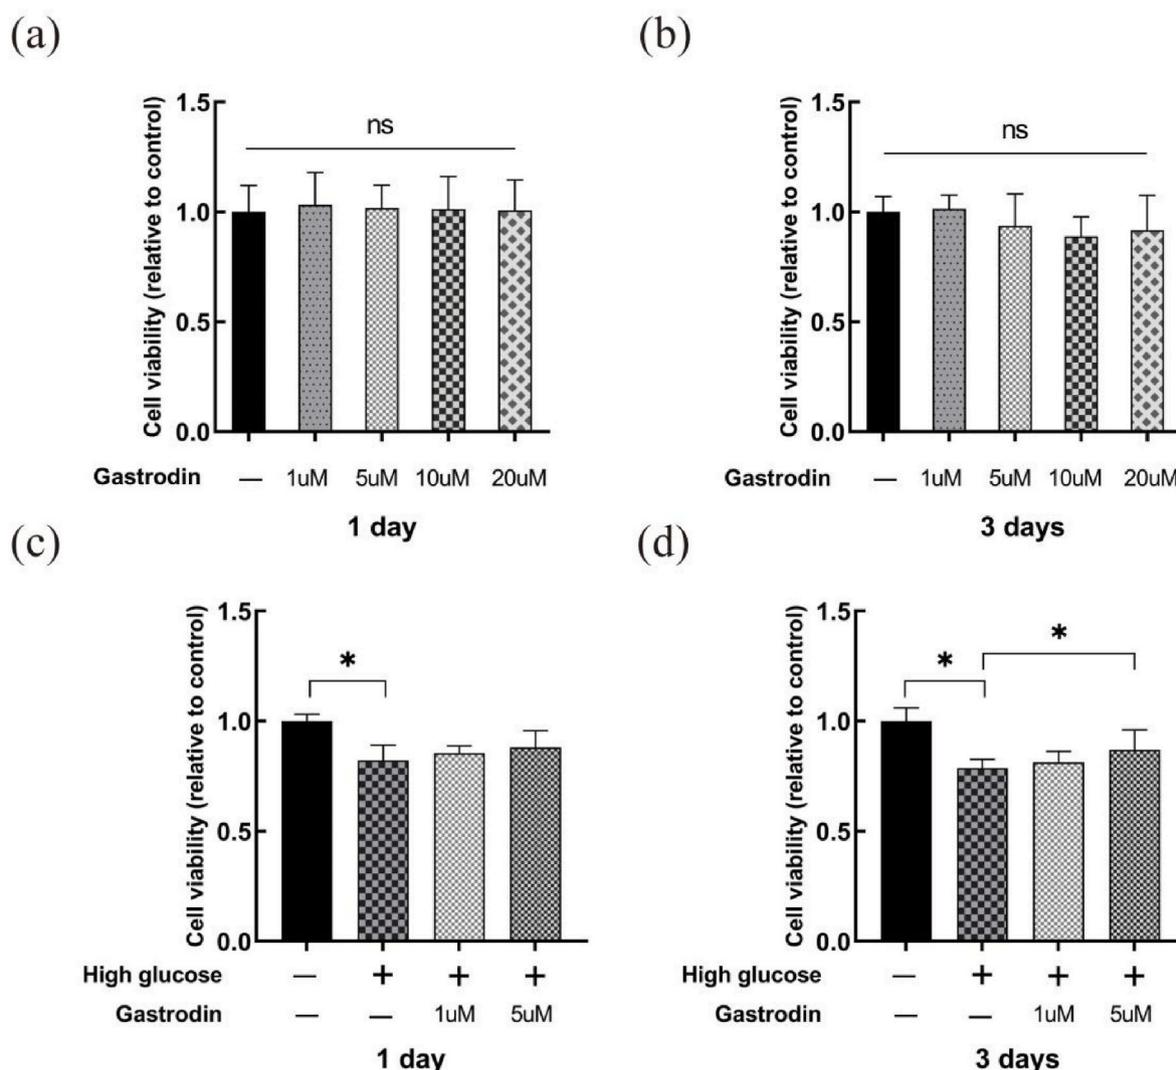 (a)
Cell viability (relative to control)
1.5
1.0
0.5
0.0
ns
Gastrodin — 1uM 5uM 10uM 20uM
1 day
(b)
Cell viability (relative to control)
1.5
1.0
0.5
0.0
ns
Gastrodin — 1uM 5uM 10uM 20uM
3 days
(c)
Cell viability (relative to control)
1.5
1.0
0.5
0.0
*
High glucose — + + +
Gastrodin — — 1uM 5uM
1 day
(d)
Cell viability (relative to control)
1.5
1.0
0.5
0.0
*
*
High glucose — + + +
Gastrodin — — 1uM 5uM
3 days